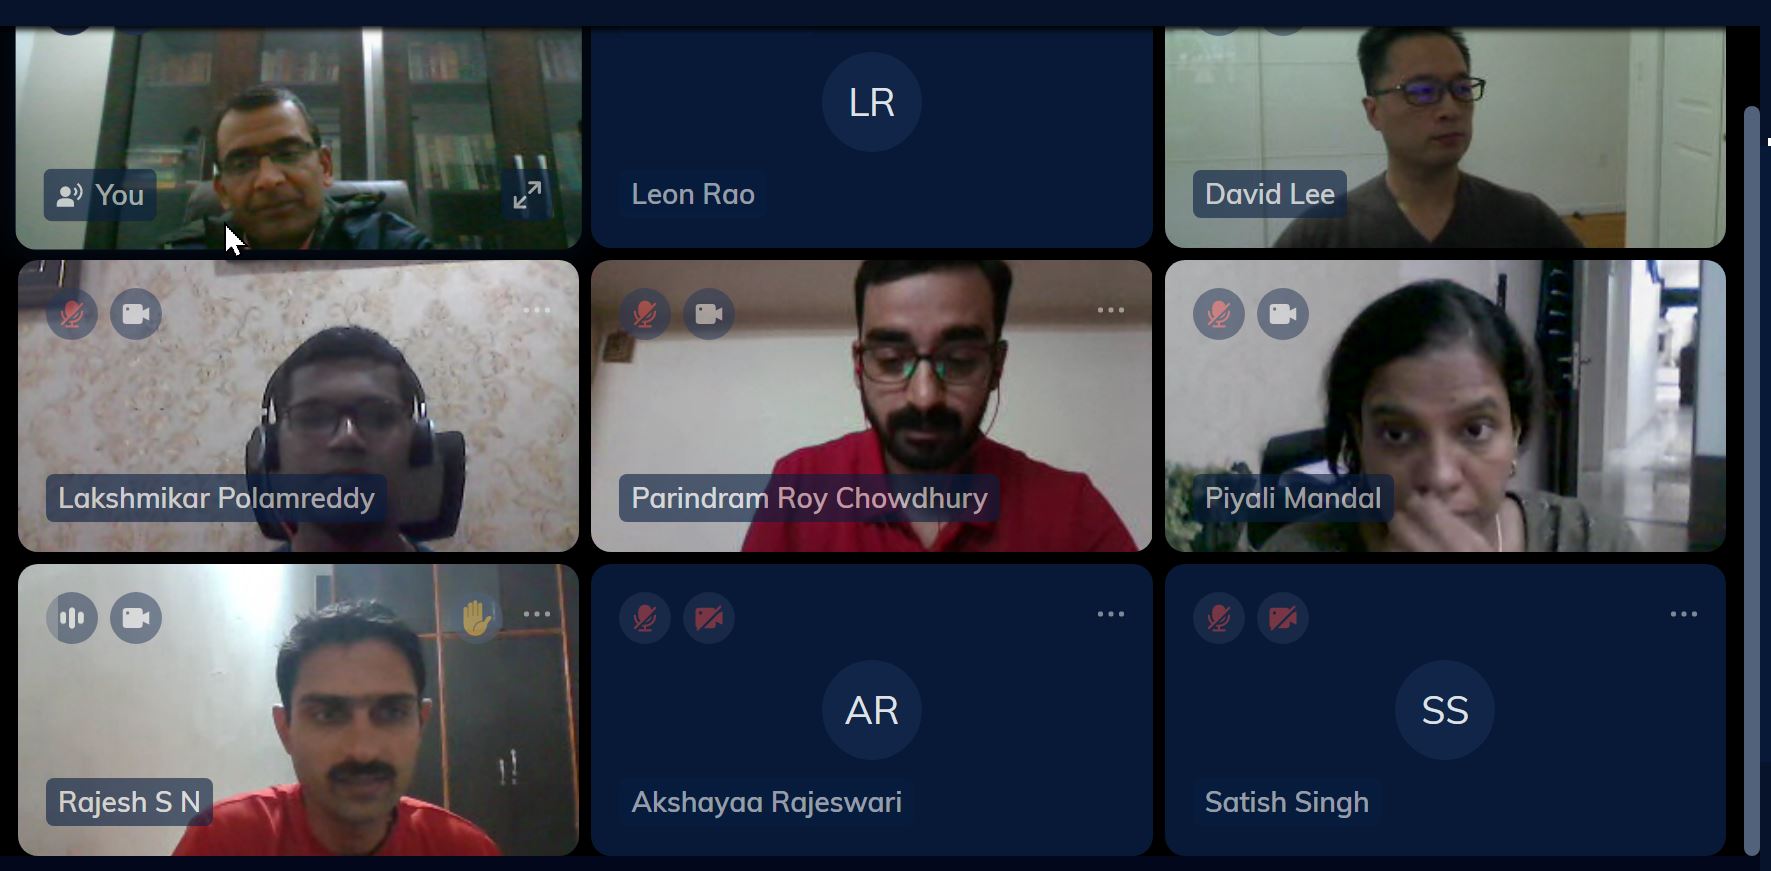 You
LR
Leon Rao
David Lee
Lakshmikar Polamreddy
Parindram Roy Chowdhury
Piyali Mandal
Rajesh S N
AR
Akshayaa Rajeswari
SS
Satish Singh